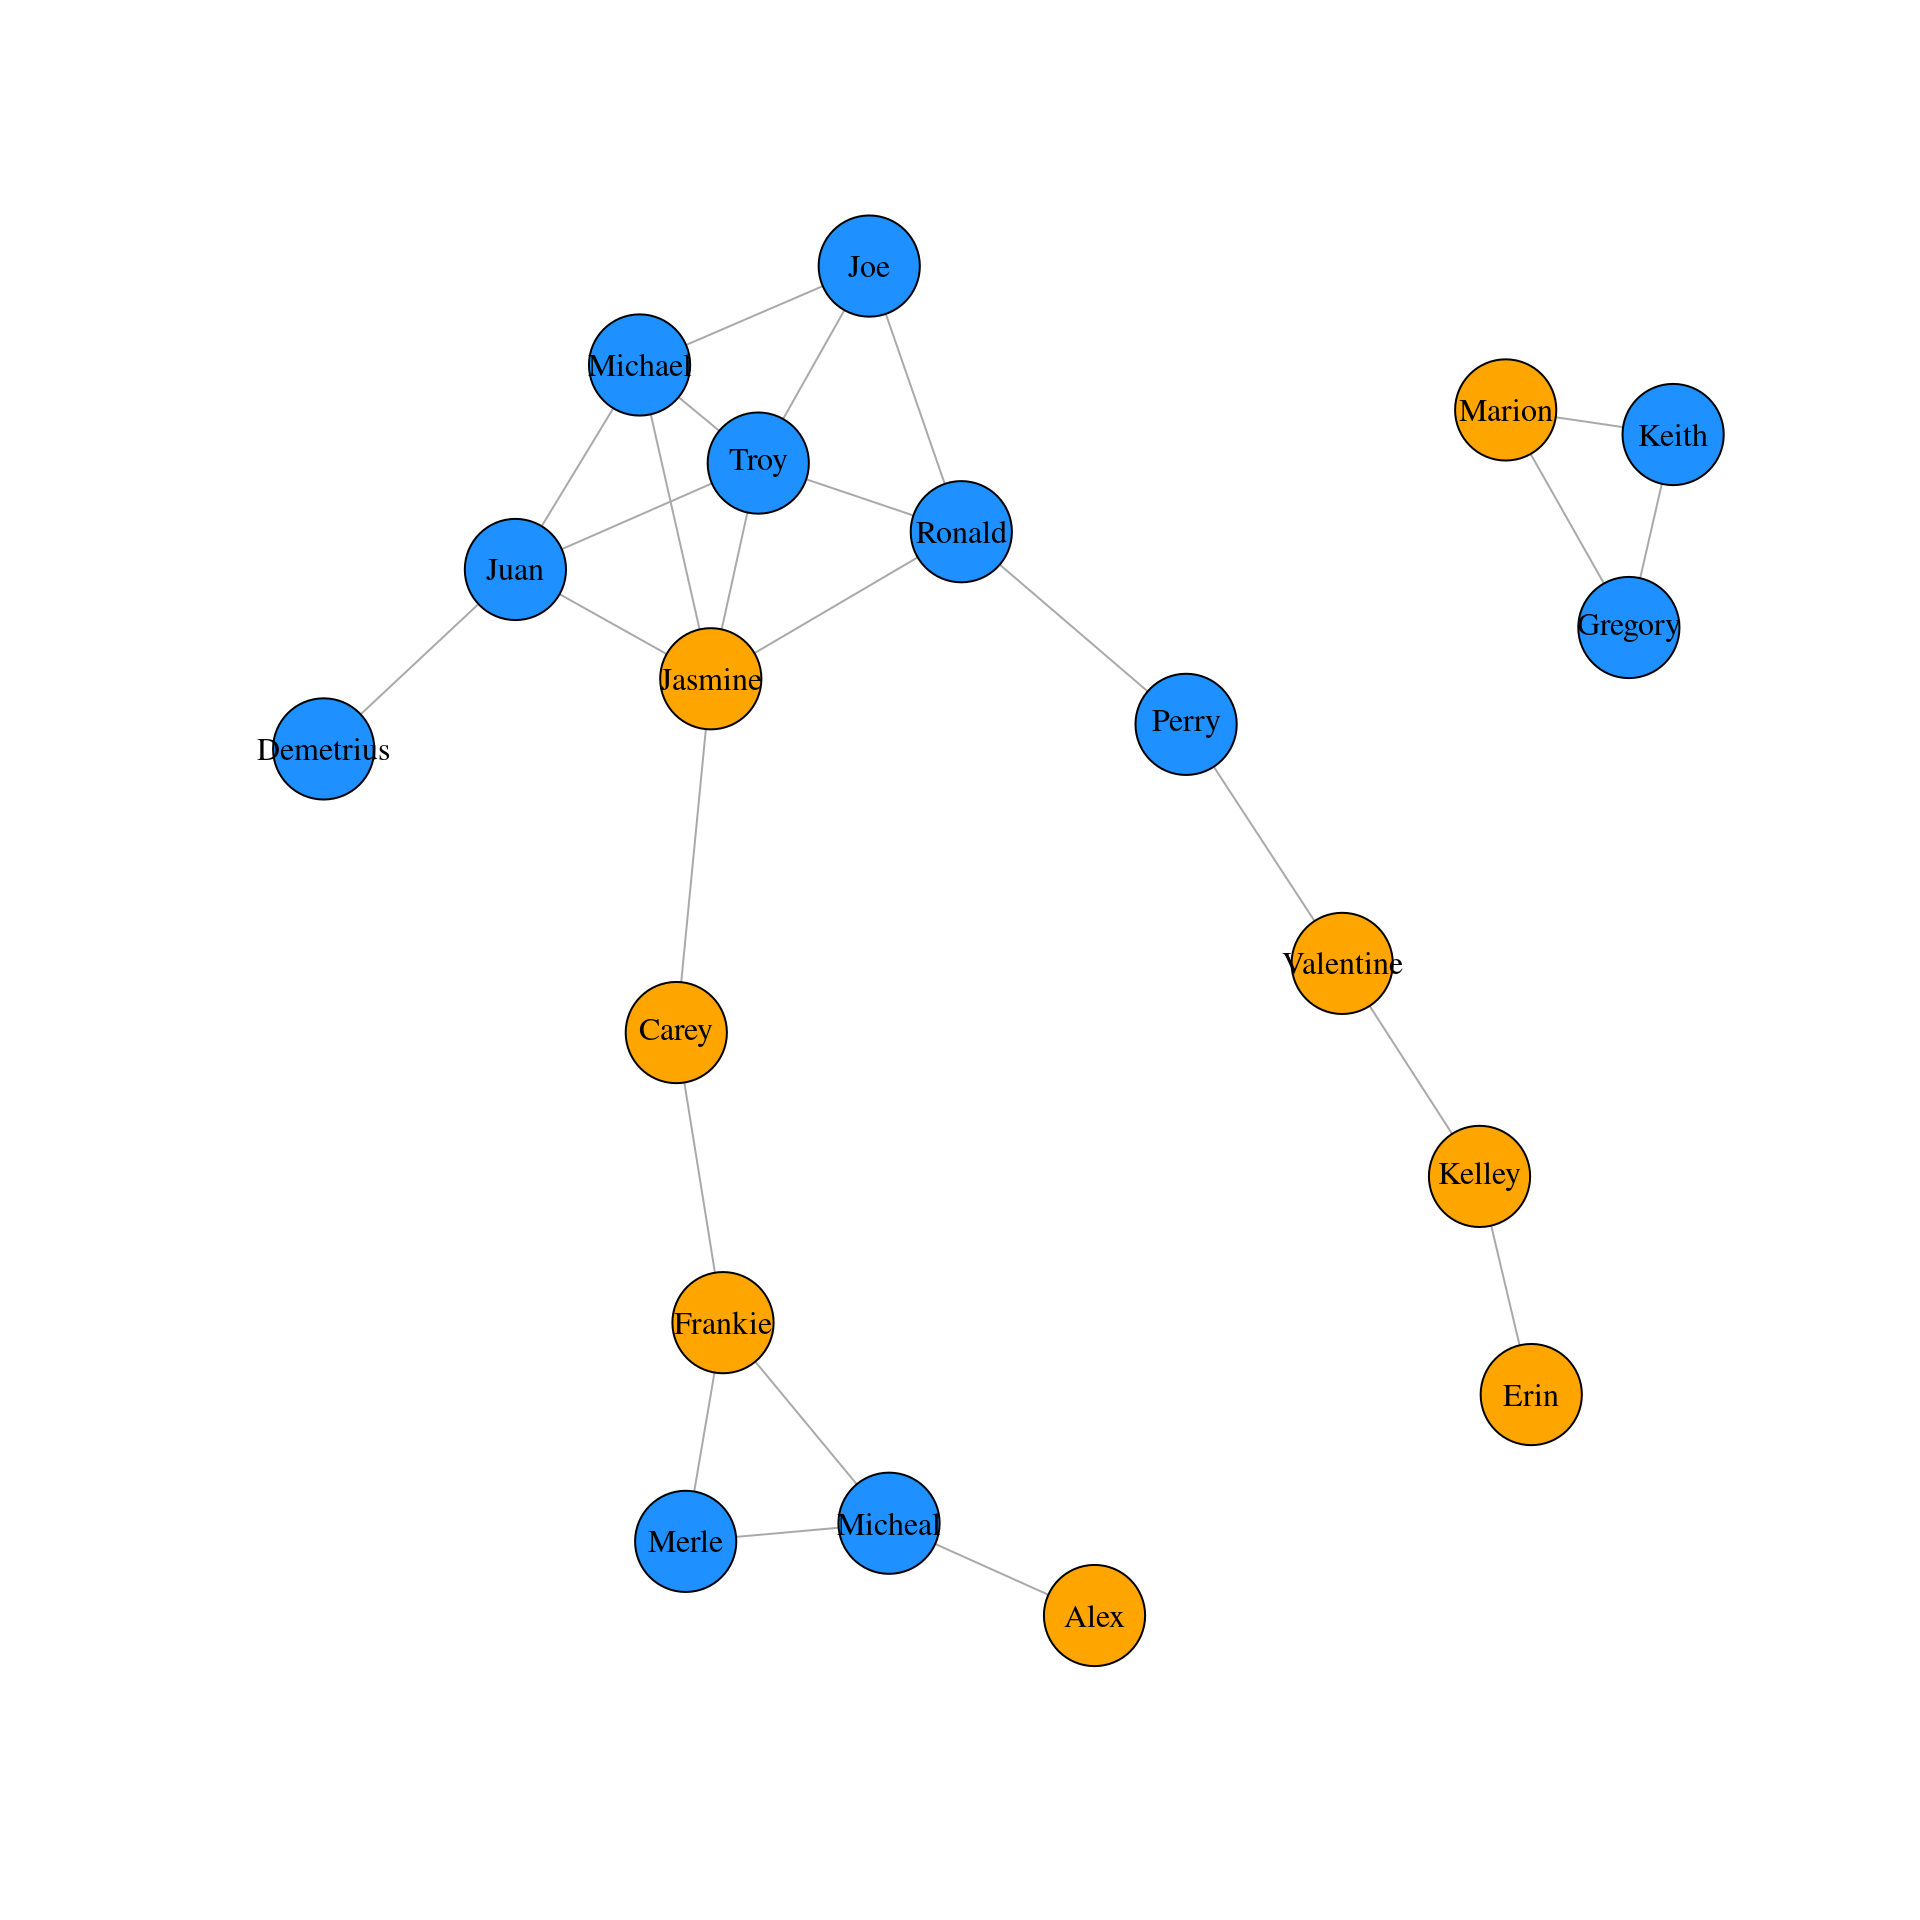 Joe
Michael
Marion
Keith
Troy
Ronald
Juan
Gregory
Jasmine
Perry
Demetrius
Valentine
Carey
Kelley
Frankie
Erin
Micheal
Merle
Alex